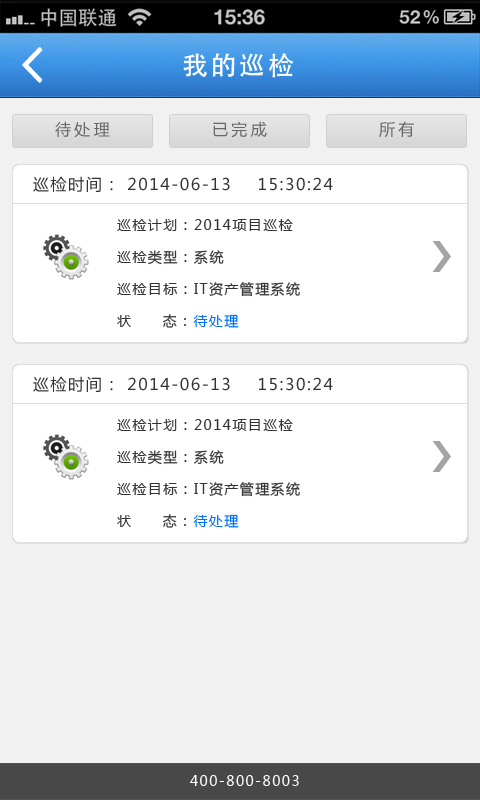 中国联通 15:36 52%
我的巡检
待处理 已完成 所有
巡检时间： 2014-06-13 15:30:24
巡检计划：2014项目巡检
巡检类型：系统
巡检目标：IT资产管理系统
状 态：待处理
巡检时间： 2014-06-13 15:30:24
巡检计划：2014项目巡检
巡检类型：系统
巡检目标：IT资产管理系统
状 态：待处理
400-800-8003